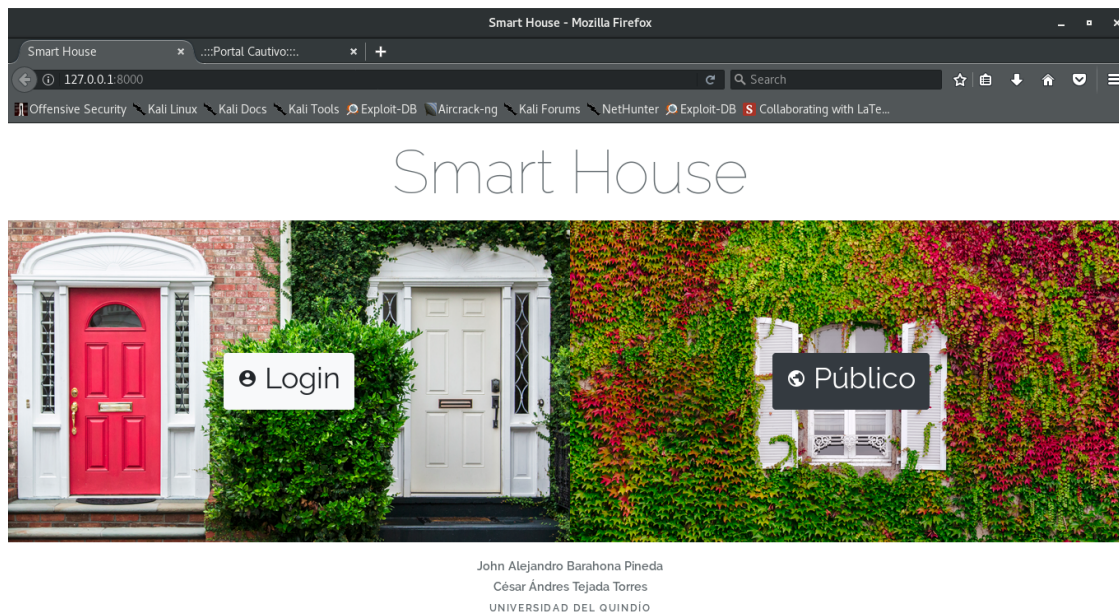 Smart House - Mozilla Firefox
Smart House × .:::Portal Cautivo:::. × +
127.0.0.1:8000 Search
Offensive Security Kali Linux Kali Docs Kali Tools Exploit-DB Aircrack-ng Kali Forums NetHunter Exploit-DB S Collaborating with LaTe...
Smart House
Login
Público
John Alejandro Barahona Pineda
César Ándres Tejada Torres
UNIVERSIDAD DEL QUINDÍO